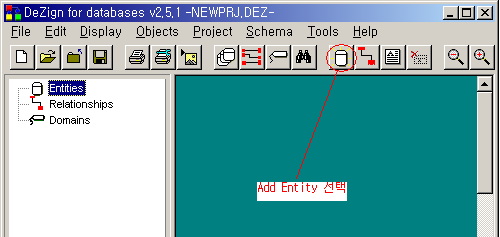 DeZign for databases v2.5.1 -NEWPRJ.DEZ-
File Edit Display Objects Project Schema Tools Help
Entities
Relationships
Domains
Add Entity 선택